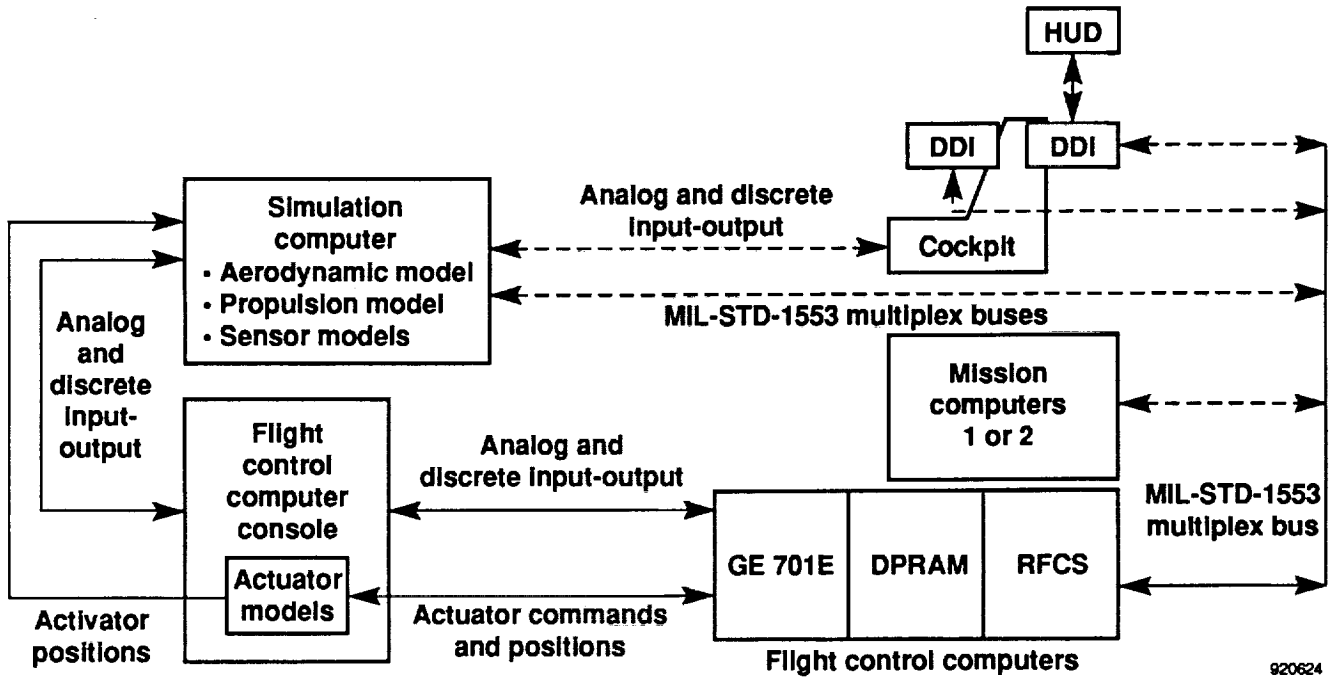 HUD
DDI
DDI
Analog and discrete
input-output
Cockpit
Simulation
computer
• Aerodynamic model
• Propulsion model
• Sensor models
MIL-STD-1553 multiplex buses
Analog
and
discrete
input-
output
Mission
computers
1 or 2
Flight
control
computer
console
Analog and
discrete input-output
MIL-STD-1553
multiplex bus
GE 701E
DPRAM
RFCS
Actuator
models
Activator
positions
Actuator commands
and positions
Flight control computers
920624